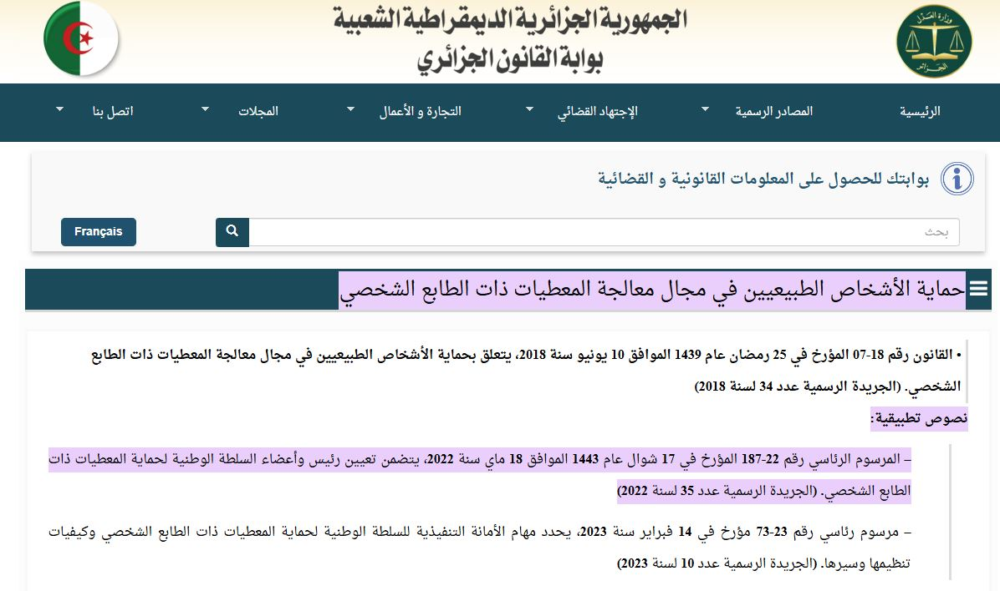 الجمهورية الجزائرية الديمقراطية الشعبية
بوابة القانون الجزائري
وزارة العدل
الجزائر
الرئيسية
المصادر الرسمية
الإجتهاد القضائي
التجارة و الأعمال
المجلات
اتصل بنا
بوابتك للحصول على المعلومات القانونية و القضائية
بحث
Français
حماية الأشخاص الطبيعيين في مجال معالجة المعطيات ذات الطابع الشخصي
• القانون رقم 18-07 المؤرخ في 25 رمضان عام 1439 الموافق 10 يونيو سنة 2018، يتعلق بحماية الأشخاص الطبيعيين في مجال معالجة المعطيات ذات الطابع
الشخصي. (الجريدة الرسمية عدد 34 لسنة 2018)
نصوص تطبيقية:
– المرسوم الرئاسي رقم 22-187 المؤرخ في 17 شوال عام 1443 الموافق 18 ماي سنة 2022، يتضمن تعيين رئيس وأعضاء السلطة الوطنية لحماية المعطيات ذات
الطابع الشخصي. (الجريدة الرسمية عدد 35 لسنة 2022)
– مرسوم رئاسي رقم 23-73 مؤرخ في 14 فبراير سنة 2023، يحدد مهام الأمانة التنفيذية للسلطة الوطنية لحماية المعطيات ذات الطابع الشخصي وكيفيات
تنظيمها وسيرها. (الجريدة الرسمية عدد 10 لسنة 2023)